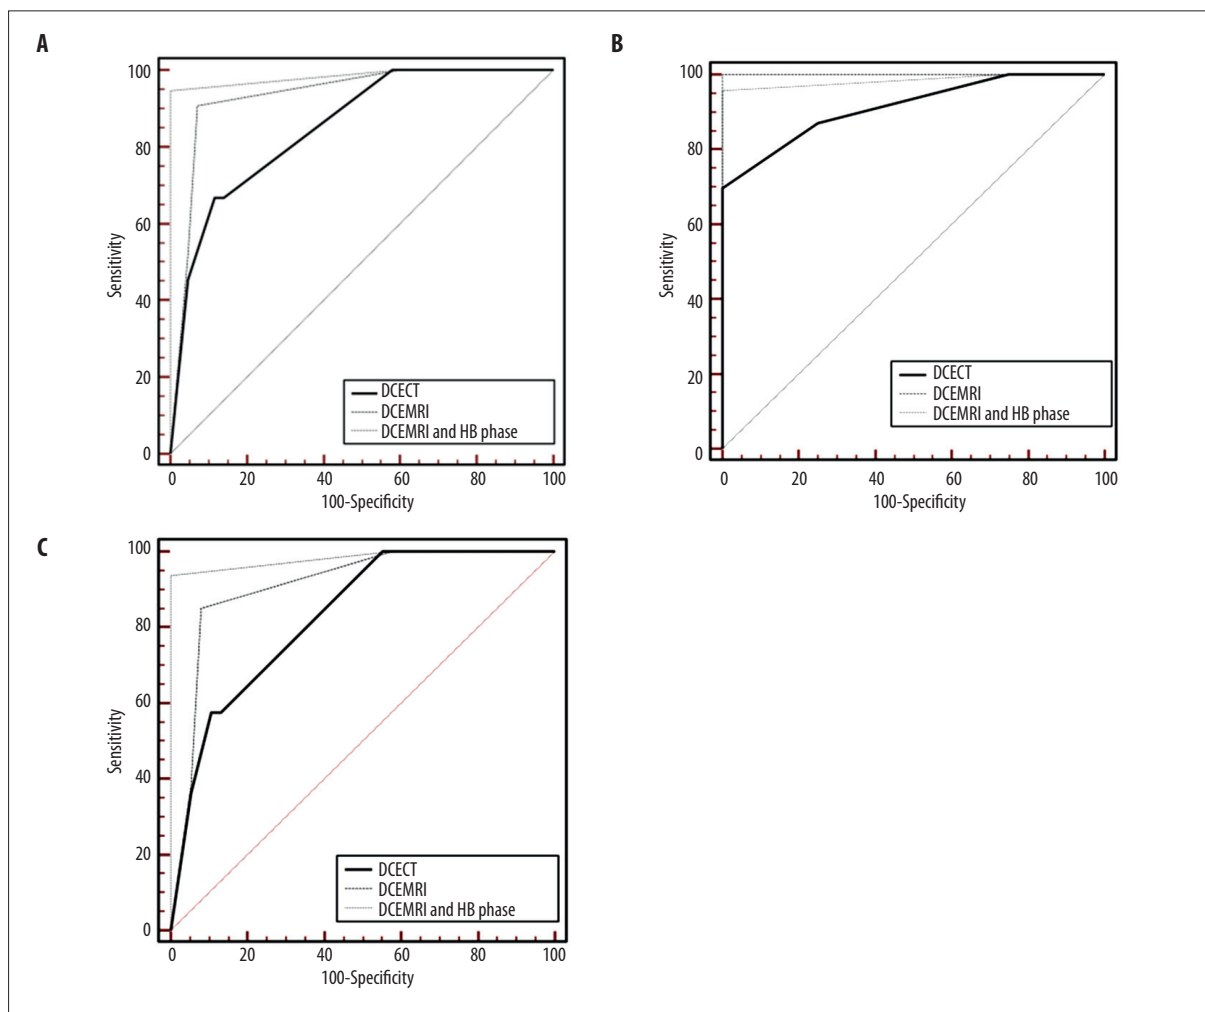 A
100
80
60
40
20
0
Sensitivity
DCECT
DCEMRI
DCEMRI and HB phase
0 20 40 60 80 100
100-Specificity
B
100
80
60
40
20
0
Sensitivity
DCECT
DCEMRI
DCEMRI and HB phase
0 20 40 60 80 100
100-Specificity
C
100
80
60
40
20
0
Sensitivity
DCECT
DCEMRI
DCEMRI and HB phase
0 20 40 60 80 100
100-Specificity